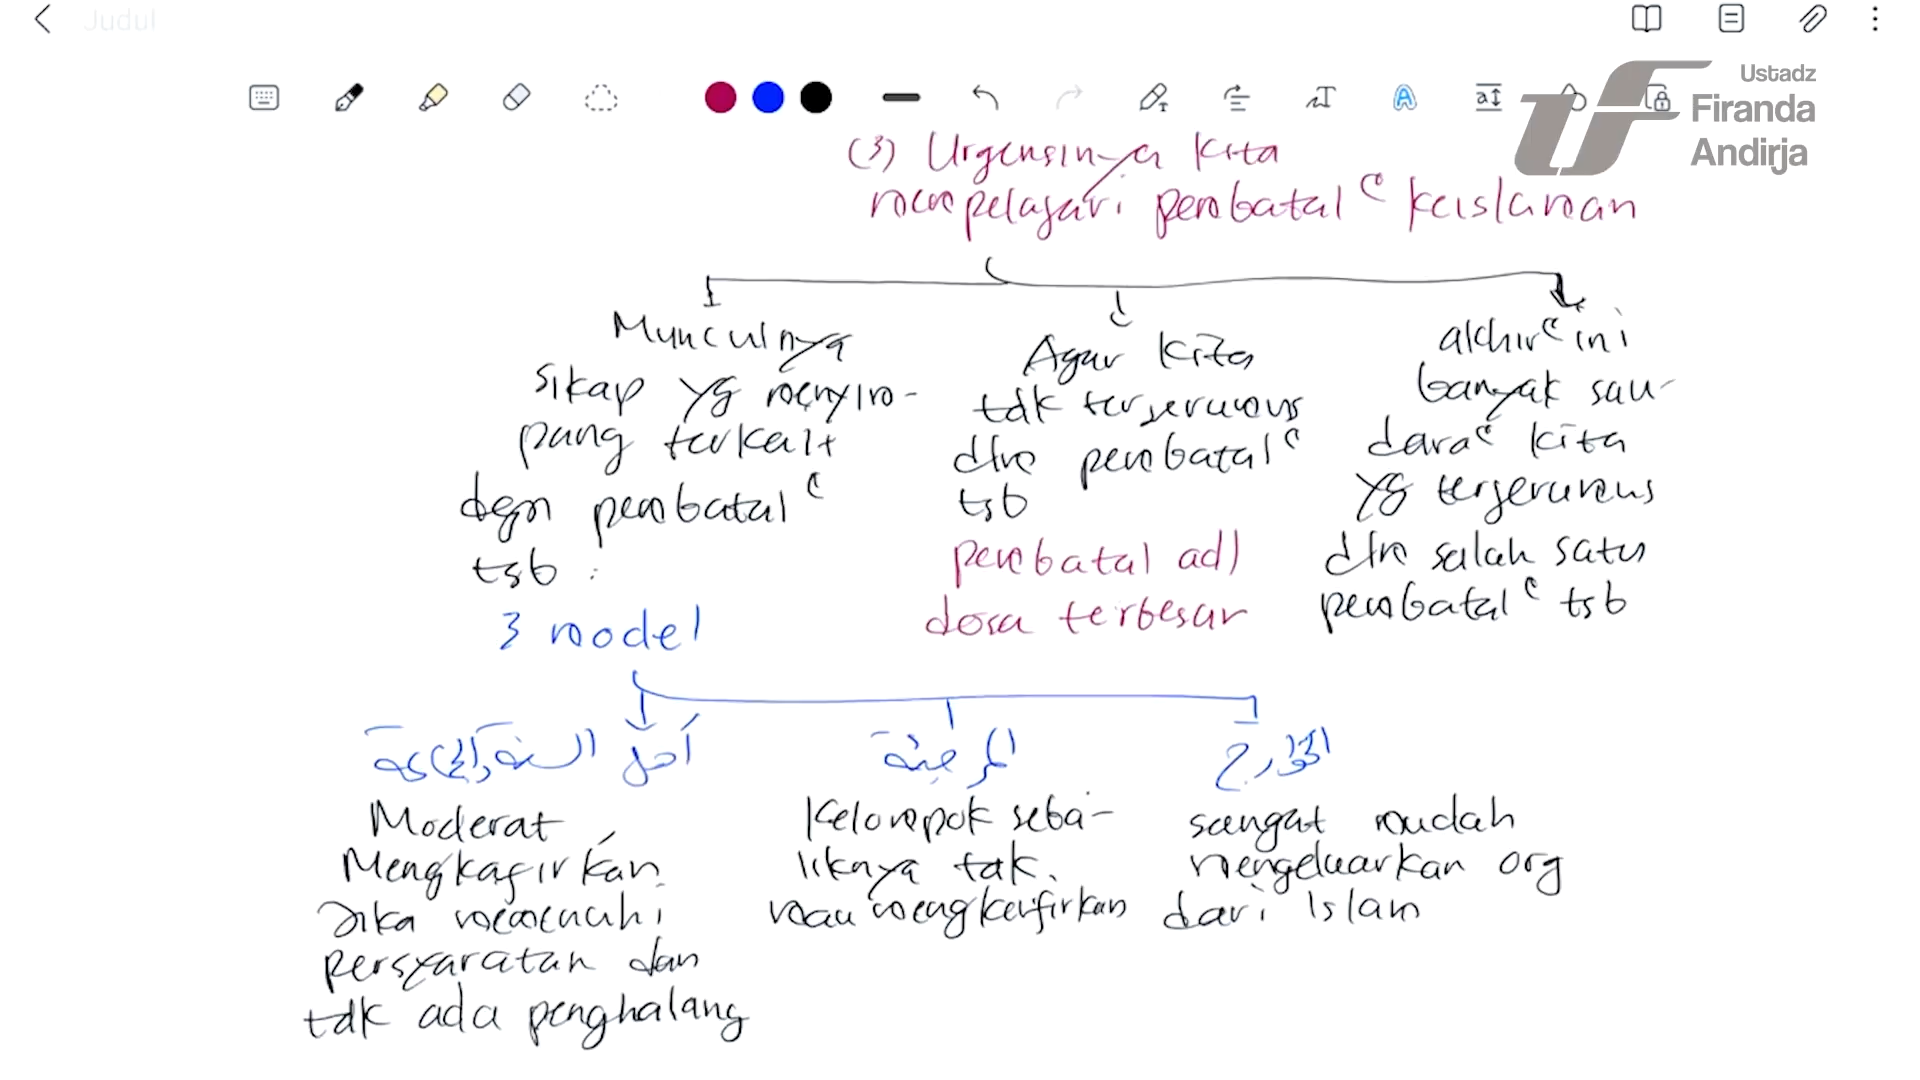 Judul
Ustadz
Firanda
Andirja
(3) Urgensinya kita
mempelajari pembatal² keislaman
Munculnya
sikap yg menyim-
pang terkait
dgn pembatal²
tsb :
3 model
Agar kita
tdk terjerumus
dlm pembatal²
tsb
pembatal adl
dosa terbesar
akhir² ini
banyak sau-
dara² kita
yg terjerumus
dlm salah satu
pembatal² tsb
أهل السنة والجماعة
Moderat
Mengkafirkan
jika memenuhi
persyaratan dan
tdk ada penghalang
المرجئة
Kelompok seba-
liknya tak
mau mengkafirkan
الخوارج
sangat mudah
mengeluarkan org
dari Islam